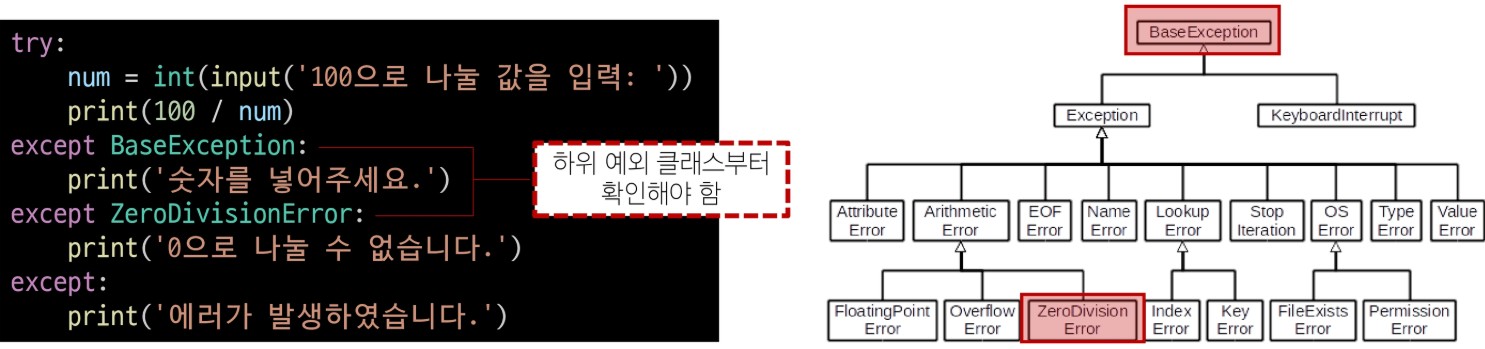 try:
    num = int(input('100으로 나눌 값을 입력: '))
    print(100 / num)
except BaseException:
    print('숫자를 넣어주세요.')
except ZeroDivisionError:
    print('0으로 나눌 수 없습니다.')
except:
    print('에러가 발생하였습니다.')
하위 예외 클래스부터
확인해야 함
BaseException
Exception
KeyboardInterrupt
Attribute
Error
Arithmetic
Error
EOF
Error
Name
Error
Lookup
Error
Stop
Iteration
OS
Error
Type
Error
Value
Error
FloatingPoint
Error
Overflow
Error
ZeroDivision
Error
Index
Error
Key
Error
FileExists
Error
Permission
Error